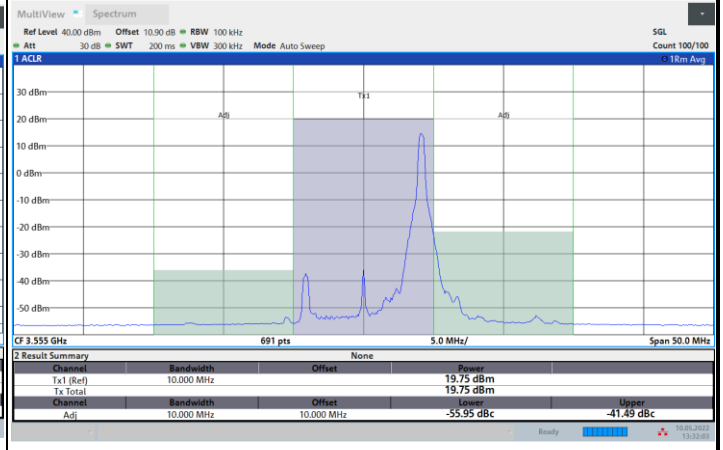 MultiView Spectrum
Ref Level 40.00 dBm Offset 10.90 dB RBW 100 kHz SGL
Att 30 dB SWT 200 ms VBW 300 kHz Mode Auto Sweep Count 100/100
1 ACLR 1Rm Avg
Tx1
Adj Adj
30 dBm
20 dBm
10 dBm
0 dBm
-10 dBm
-20 dBm
-30 dBm
-40 dBm
-50 dBm
CF 3.555 GHz 691 pts 5.0 MHz/ Span 50.0 MHz
2 Result Summary None
Channel Bandwidth Offset Power
Tx1 (Ref) 10.000 MHz 19.75 dBm
Tx Total 19.75 dBm
Channel Bandwidth Offset Lower Upper
Adj 10.000 MHz 10.000 MHz -55.95 dBc -41.49 dBc
Ready 10.05.2022
13:32:03